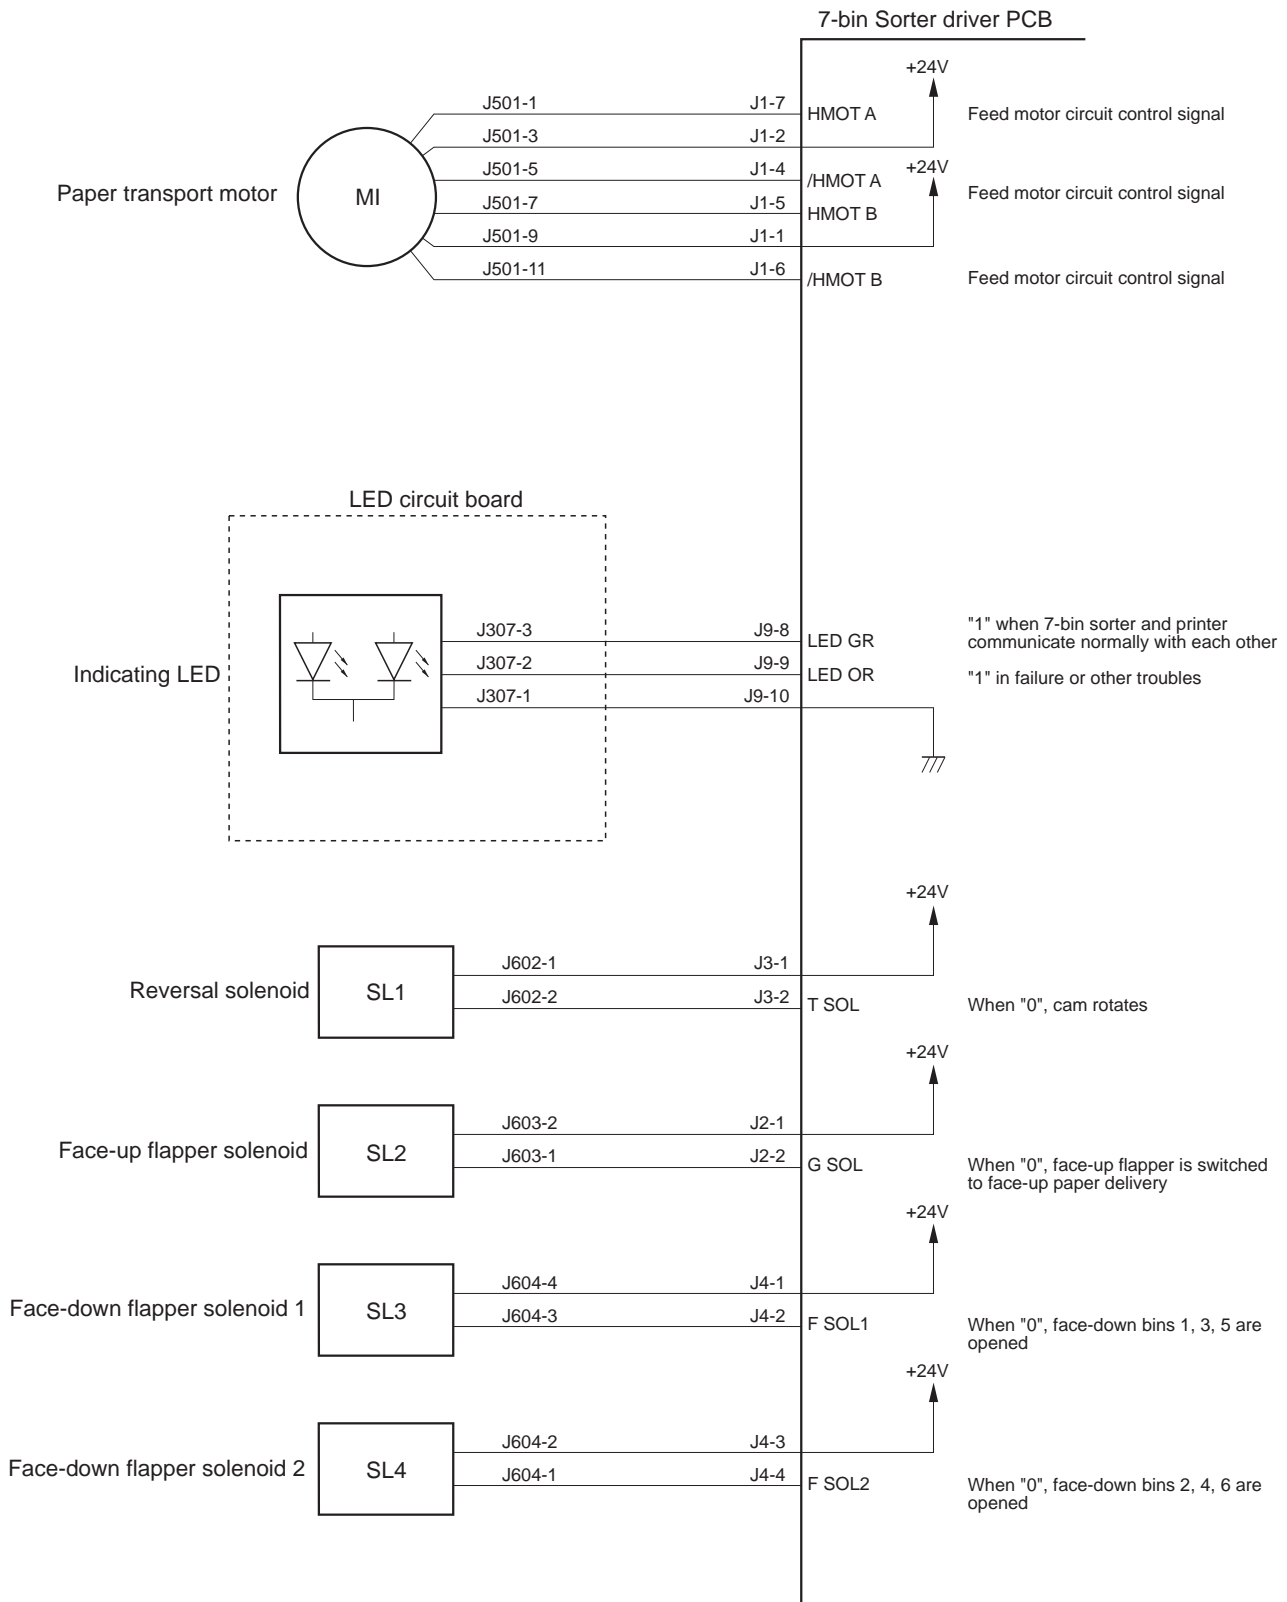 7-bin Sorter driver PCB
+24V
J501-1 J1-7 HMOT A Feed motor circuit control signal
J501-3 J1-2
Paper transport motor MI J501-5 J1-4 /HMOT A +24V Feed motor circuit control signal
J501-7 J1-5 HMOT B
J501-9 J1-1
J501-11 J1-6 /HMOT B Feed motor circuit control signal
LED circuit board
Indicating LED
J307-3 J9-8 LED GR "1" when 7-bin sorter and printer
communicate normally with each other
J307-2 J9-9 LED OR "1" in failure or other troubles
J307-1 J9-10
+24V
Reversal solenoid SL1 J602-1 J3-1
J602-2 J3-2 T SOL When "0", cam rotates
+24V
Face-up flapper solenoid SL2 J603-2 J2-1
J603-1 J2-2 G SOL When "0", face-up flapper is switched
to face-up paper delivery
+24V
Face-down flapper solenoid 1 SL3 J604-4 J4-1
J604-3 J4-2 F SOL1 When "0", face-down bins 1, 3, 5 are
opened
+24V
Face-down flapper solenoid 2 SL4 J604-2 J4-3
J604-1 J4-4 F SOL2 When "0", face-down bins 2, 4, 6 are
opened